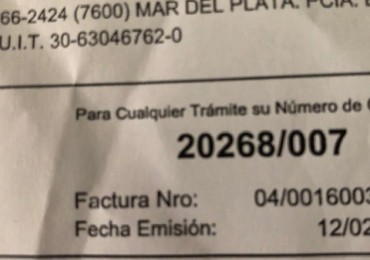 66-2424 (7600) MAR DEL PLATA. PCIA.
U.I.T. 30-63046762-0
Para Cualquier Trámite su Número de
20268/007
Factura Nro: 04/0016003
Fecha Emisión: 12/02